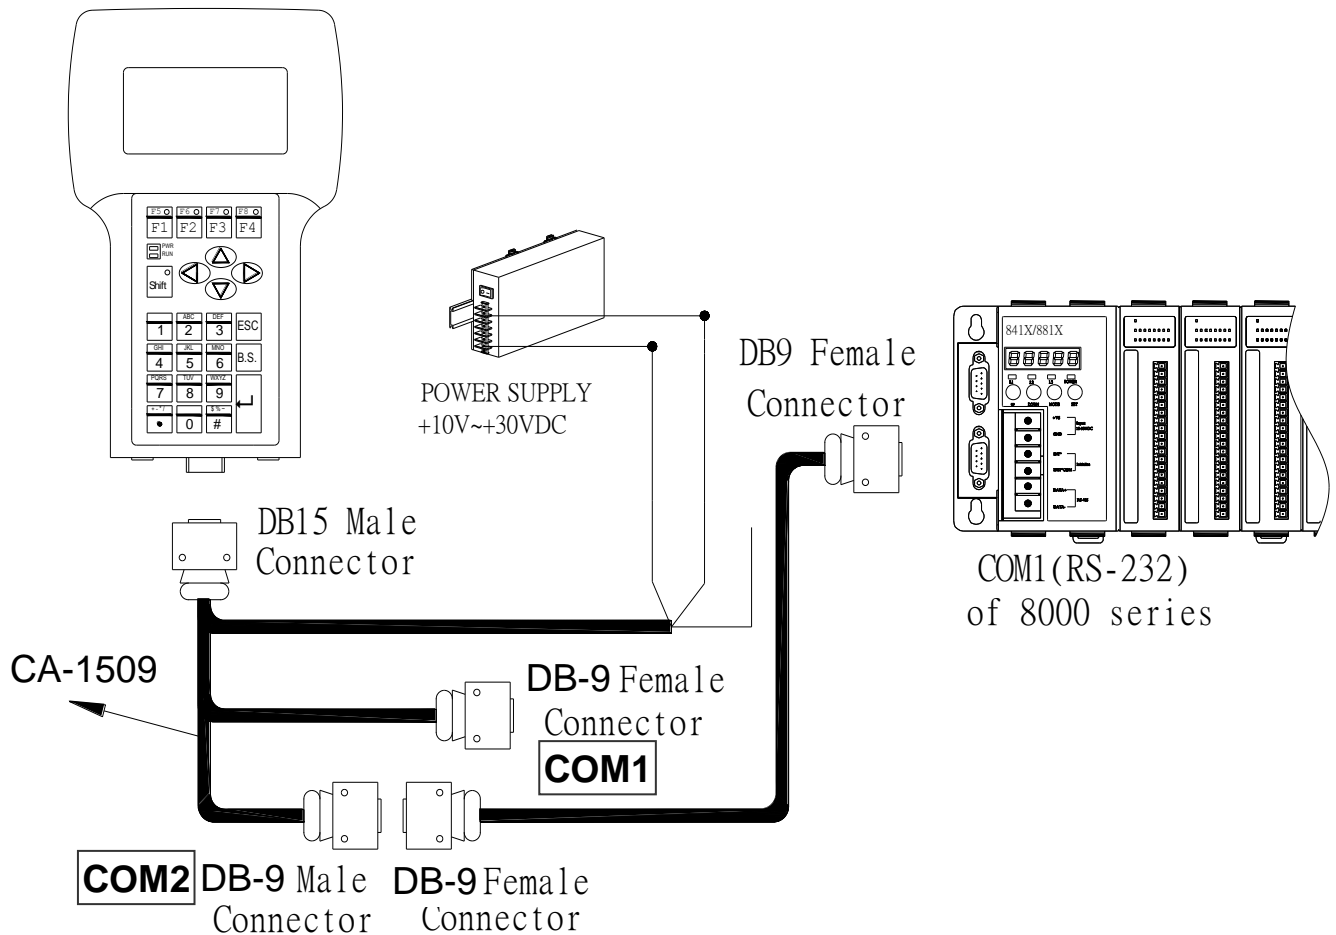 F5 F6 F7 F8
F1 F2 F3 F4
PWR
RUN
Shift
ABC DEF
1 2 3 ESC
GHI JKL MNO
4 5 6 B.S.
PQRS TUV WXYZ
7 8 9
+-*/ $%~
0 #
POWER SUPPLY
+10V~+30VDC
DB9 Female
Connector
841X/881X
88888
DATA+
DATA-
COM1(RS-232)
of 8000 series
DB15 Male
Connector
CA-1509
DB-9 Female
Connector
COM1
COM2 DB-9 Male
Connector
DB-9 Female
Connector